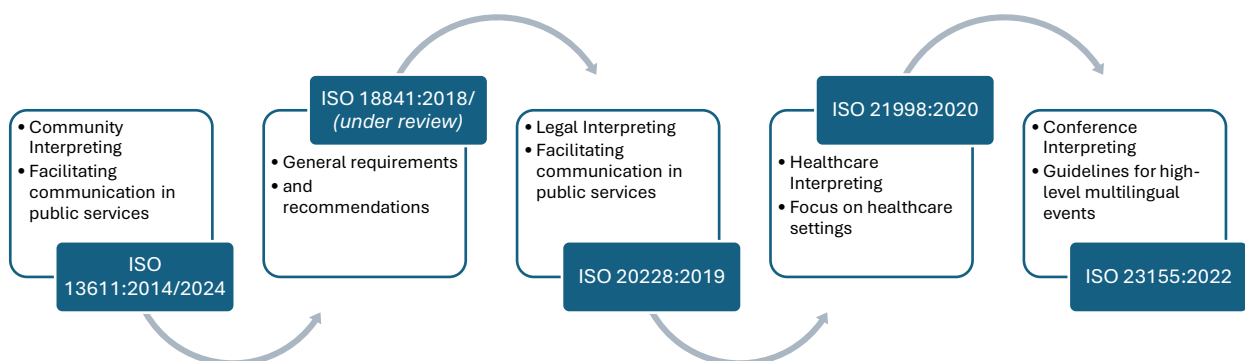 • Community
Interpreting
• Facilitating
communication in
public services
ISO
13611:2014/2024
ISO 18841:2018/
(under review)
• General requirements
• and
recommendations
• Legal Interpreting
• Facilitating
communication in
public services
ISO 20228:2019
ISO 21998:2020
• Healthcare
Interpreting
• Focus on healthcare
settings
• Conference
Interpreting
• Guidelines for high-
level multilingual
events
ISO 23155:2022